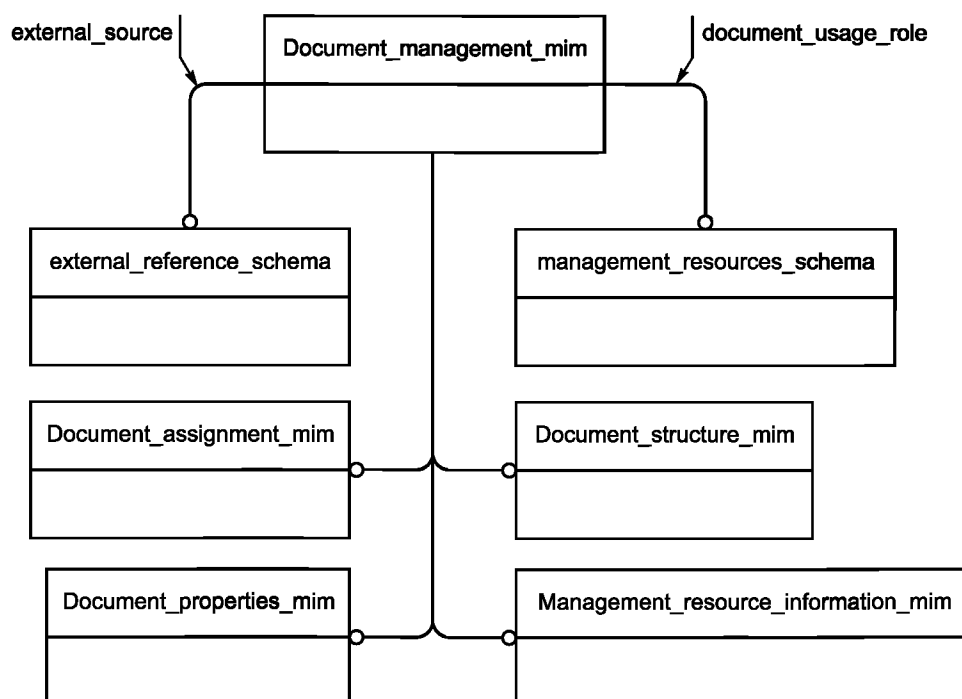 external_source
Document_management_mim
document_usage_role
external_reference_schema
management_resources_schema
Document_assignment_mim
Document_structure_mim
Document_properties_mim
Management_resource_information_mim